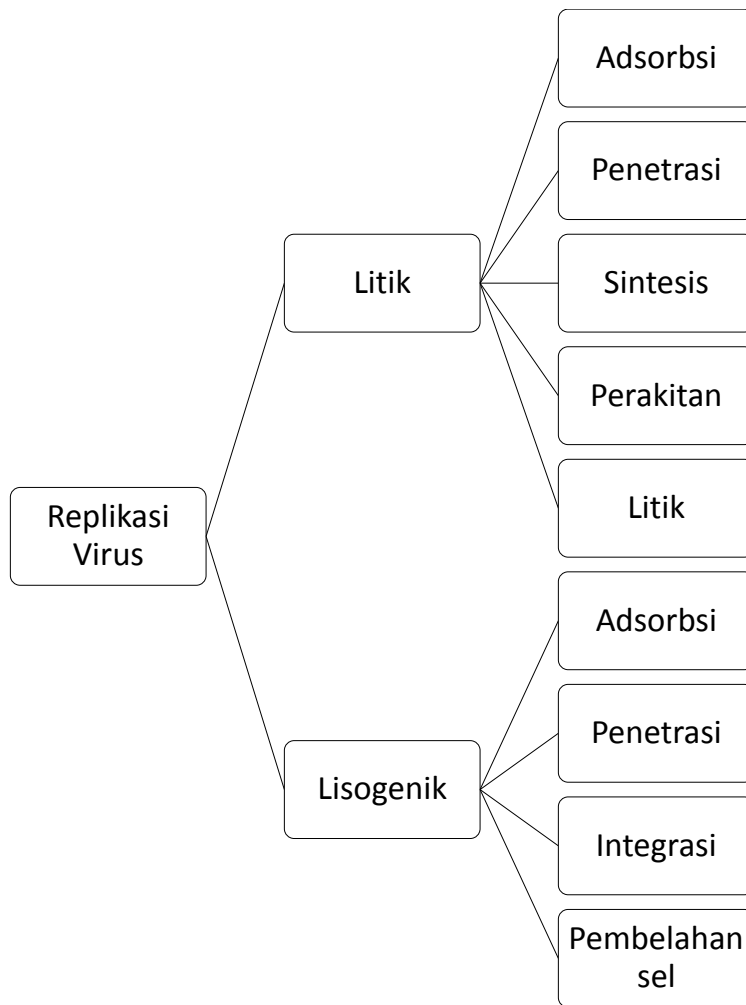 Replikasi
Virus
Litik
Adsorbsi
Penetrasi
Sintesis
Perakitan
Litik
Lisogenik
Adsorbsi
Penetrasi
Integrasi
Pembelahan
sel